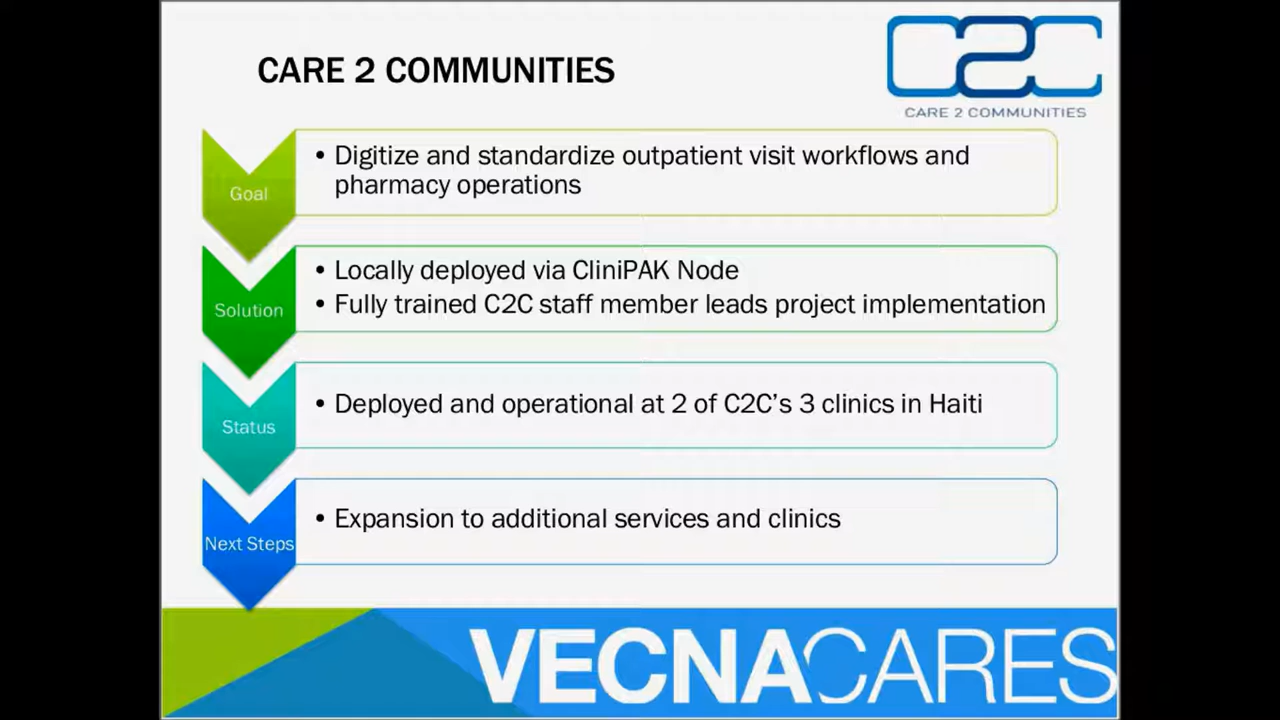 CARE 2 COMMUNITIES
C2C
CARE 2 COMMUNITIES
Goal
• Digitize and standardize outpatient visit workflows and
pharmacy operations
Solution
• Locally deployed via CliniPAK Node
• Fully trained C2C staff member leads project implementation
Status
• Deployed and operational at 2 of C2C’s 3 clinics in Haiti
Next Steps
• Expansion to additional services and clinics
VECNACARES